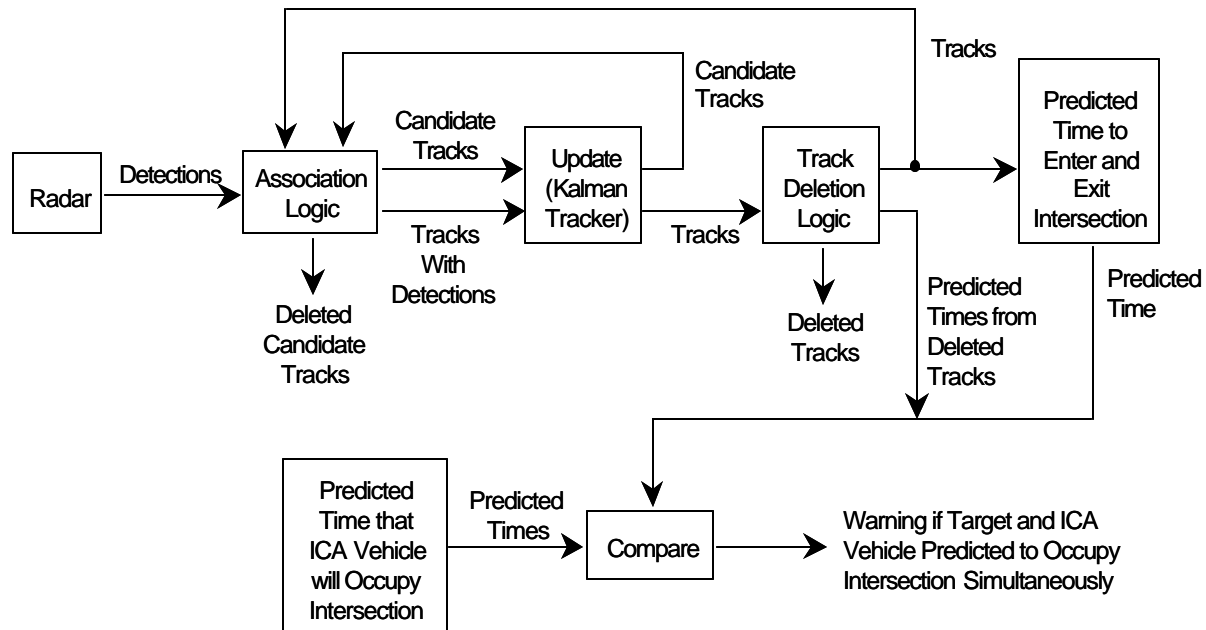 Tracks
Candidate
Tracks
Predicted
Time to
Enter and
Exit
Intersection
Candidate
Tracks
Update
(Kalman
Tracker)
Track
Deletion
Logic
Radar
Detections
Association
Logic
Tracks
With
Detections
Tracks
Deleted
Candidate
Tracks
Deleted
Tracks
Predicted
Times from
Deleted
Tracks
Predicted
Time
Predicted
Time that
ICA Vehicle
will Occupy
Intersection
Predicted
Times
Compare
Warning if Target and ICA
Vehicle Predicted to Occupy
Intersection Simultaneously